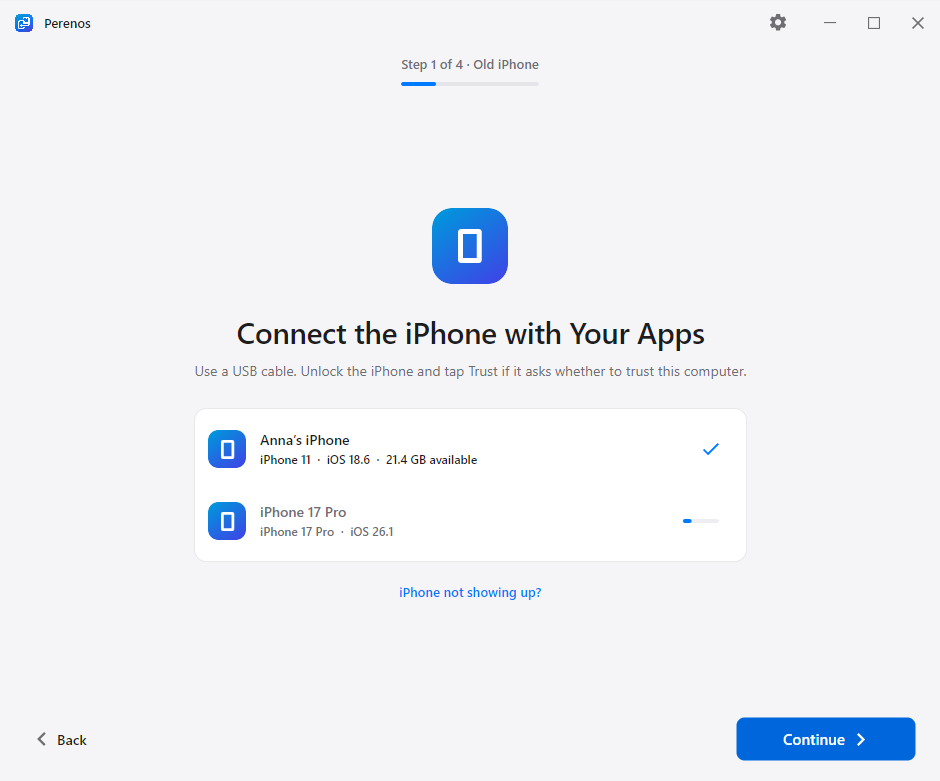 Perenos
Step 1 of 4 · Old iPhone
Connect the iPhone with Your Apps
Use a USB cable. Unlock the iPhone and tap Trust if it asks whether to trust this computer.
Anna’s iPhone
iPhone 11 · iOS 18.6 · 21.4 GB available
iPhone 17 Pro
iPhone 17 Pro · iOS 26.1
iPhone not showing up?
Back
Continue